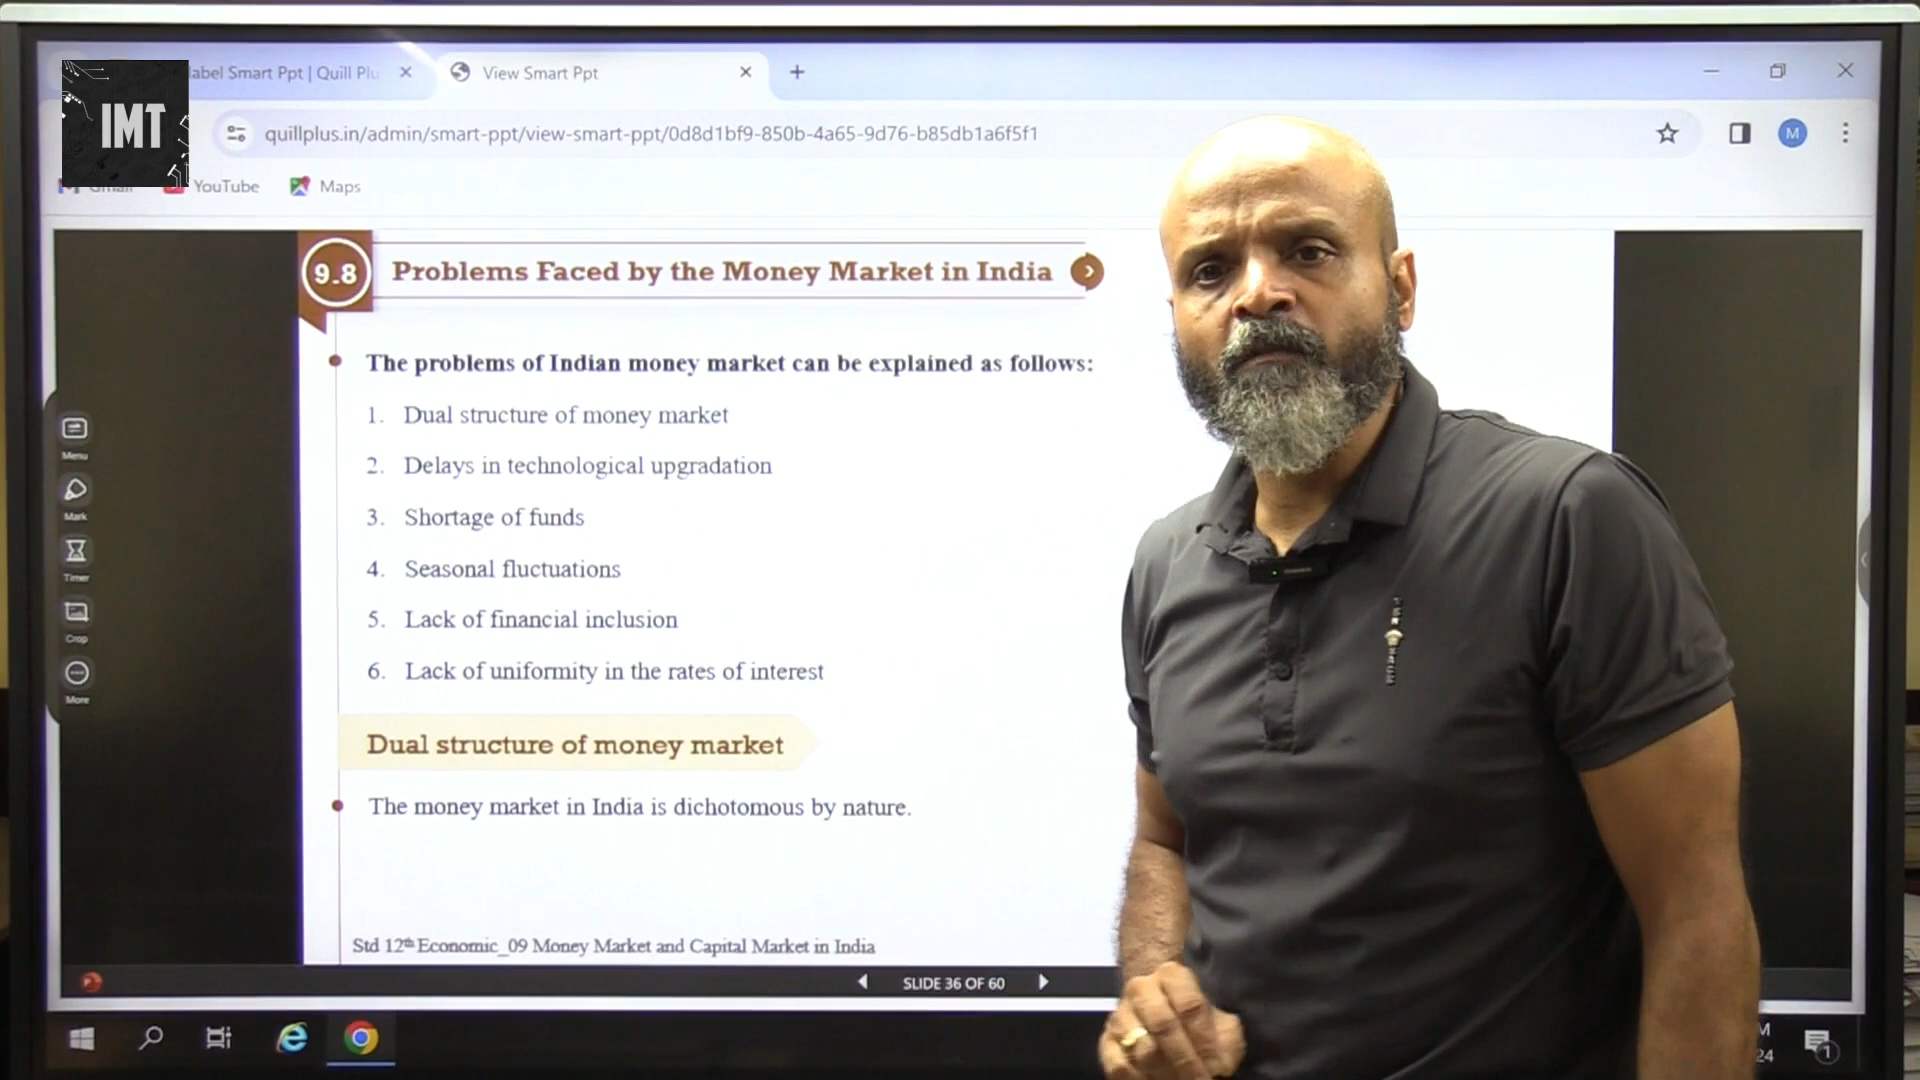 label Smart Ppt | Quill Plu
View Smart Ppt
IMT
quillplus.in/admin/smart-ppt/view-smart-ppt/0d8d1bf9-850b-4a65-9d76-b85db1a6f5f1
M
Gmail
YouTube
Maps
9.8
Problems Faced by the Money Market in India
The problems of Indian money market can be explained as follows:
1. Dual structure of money market
2. Delays in technological upgradation
3. Shortage of funds
4. Seasonal fluctuations
5. Lack of financial inclusion
6. Lack of uniformity in the rates of interest
Dual structure of money market
The money market in India is dichotomous by nature.
Std 12th Economic_09 Money Market and Capital Market in India
SLIDE 36 OF 60
Menu
Mark
Timer
Crop
More
M
24
1